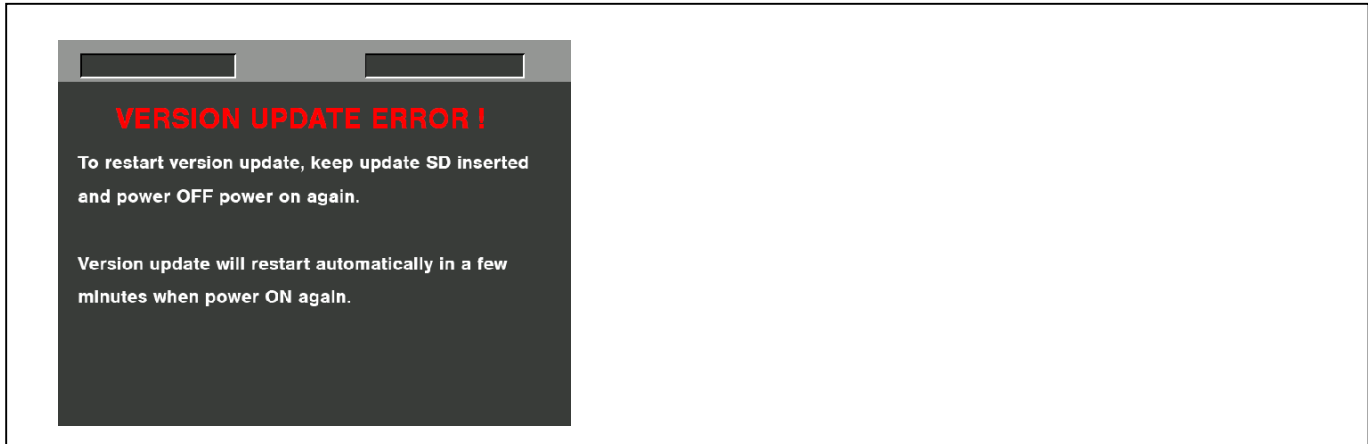 VERSION UPDATE ERROR !
To restart version update, keep update SD inserted
and power OFF power on again.
Version update will restart automatically in a few
minutes when power ON again.